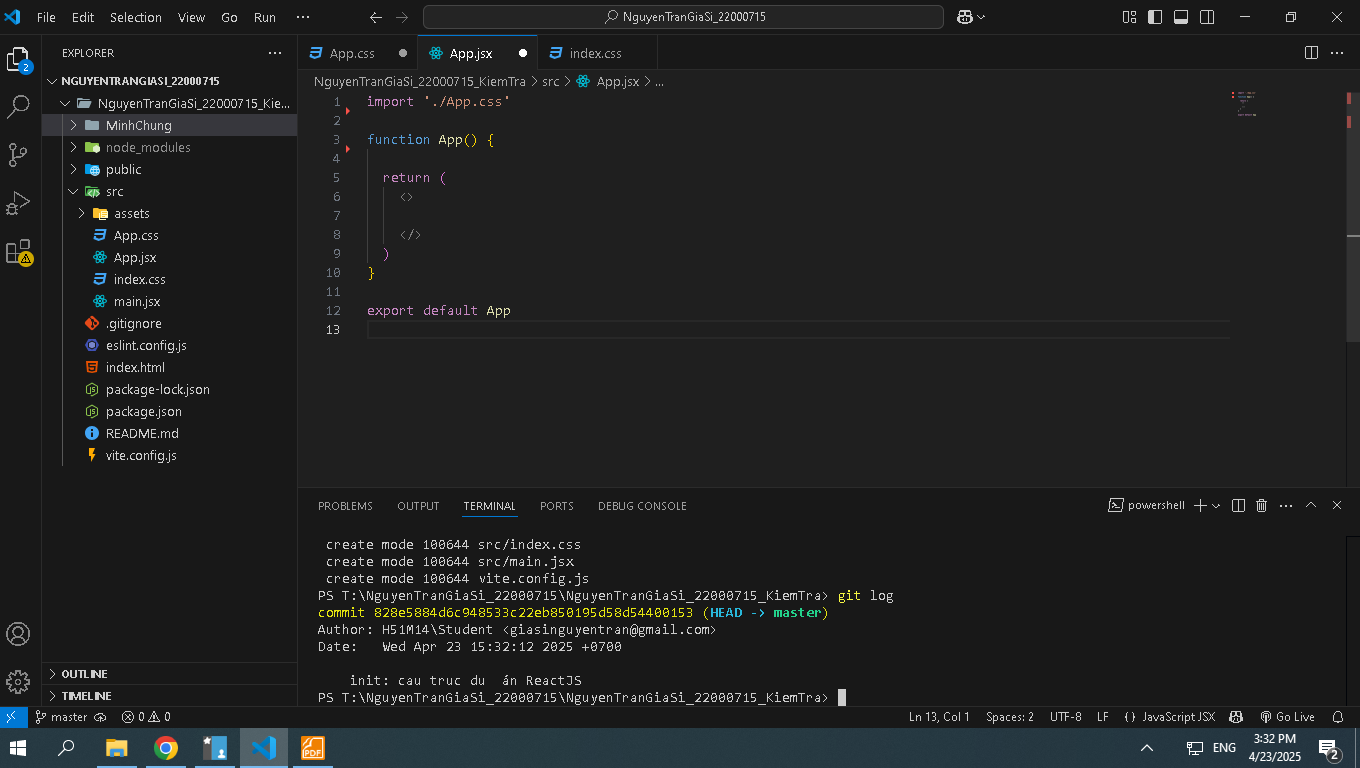 File Edit Selection View Go Run ···
NguyenTranGiaSi_22000715
EXPLORER
2
NGUYENTRANGIASI_22000715
NguyenTranGiaSi_22000715_Kie...
MinhChung
node_modules
public
src
assets
App.css
App.jsx
index.css
main.jsx
.gitignore
eslint.config.js
index.html
package-lock.json
package.json
README.md
vite.config.js
OUTLINE
TIMELINE
App.css App.jsx index.css
NguyenTranGiaSi_22000715_KiemTra > src > App.jsx > ...
1 import './App.css'
2
3 function App() {
4
5 return (
6 <>
7
8 </>
9 )
10 }
11
12 export default App
13
PROBLEMS OUTPUT TERMINAL PORTS DEBUG CONSOLE
powershell
create mode 100644 src/index.css
create mode 100644 src/main.jsx
create mode 100644 vite.config.js
PS T:\NguyenTranGiaSi_22000715\NguyenTranGiaSi_22000715_KiemTra> git log
commit 828e5884d6c948533c22eb850195d58d54400153 (HEAD -> master)
Author: H51M14\Student <giasinguyentran@gmail.com>
Date: Wed Apr 23 15:32:12 2025 +0700
init: cau truc du án ReactJS
PS T:\NguyenTranGiaSi_22000715\NguyenTranGiaSi_22000715_KiemTra>
master 0 0 Ln 13, Col 1 Spaces: 2 UTF-8 LF {} JavaScript JSX Go Live
PDF
ENG
3:32 PM
4/23/2025
2